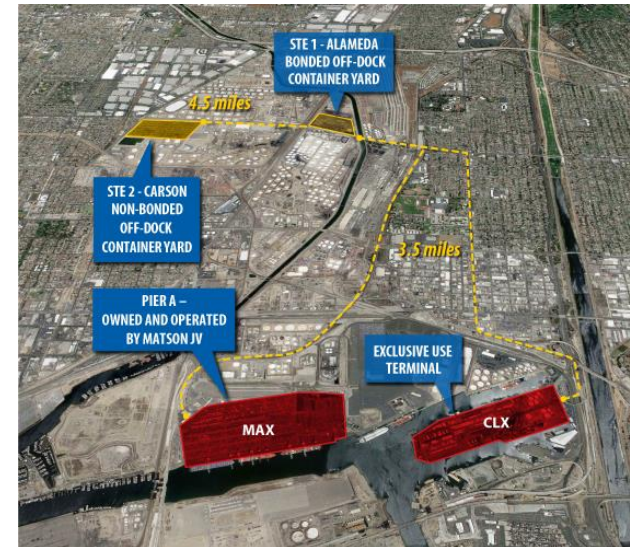 STE 1 - ALAMEDA
BONDED OFF-DOCK
CONTAINER YARD
4.5 miles
STE 2 - CARSON
NON-BONDED
OFF-DOCK
CONTAINER YARD
3.5 miles
PIER A –
OWNED AND OPERATED
BY MATSON JV
EXCLUSIVE USE
TERMINAL
MAX
CLX